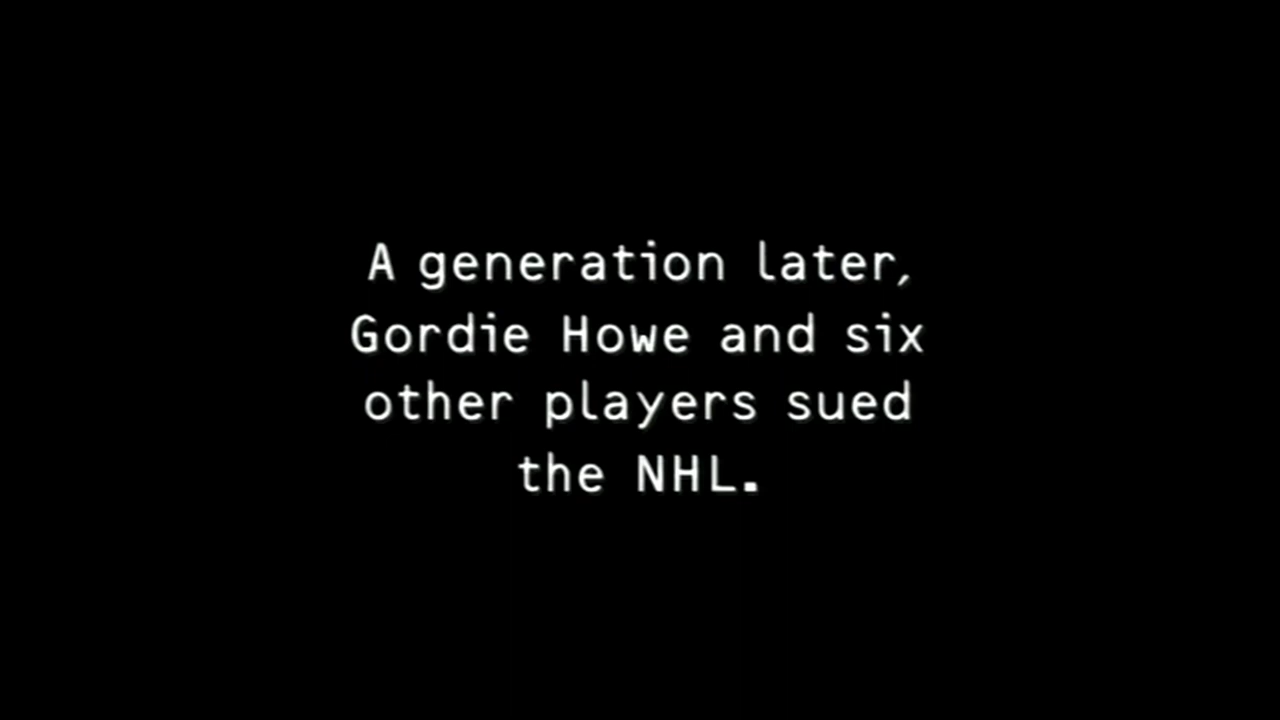 A generation later,
Gordie Howe and six
other players sued
the NHL.